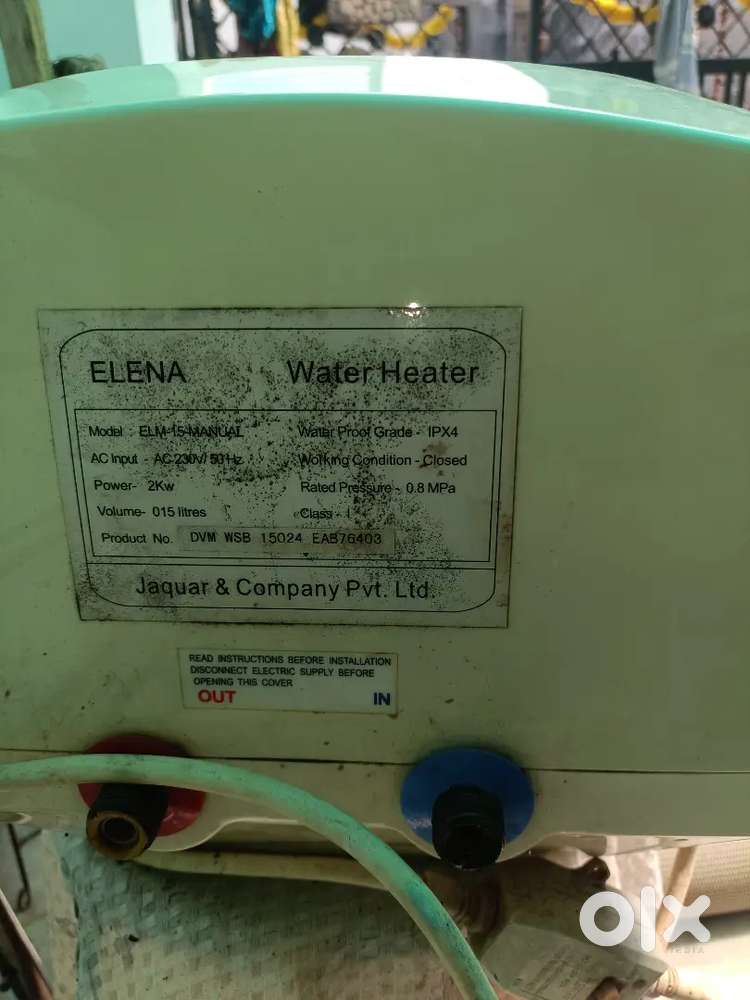 ELENA Water Heater
Model : ELM-15-MANUAL Water Proof Grade - IPX4
AC Input - AC 230V/ 50Hz Working Condition - Closed
Power- 2Kw Rated Pressure - 0.8 MPa
Volume- 015 litres Class - I
Product No. DVM WSB 15024 EAB76403
Jaquar & Company Pvt. Ltd.
READ INSTRUCTIONS BEFORE INSTALLATION
DISCONNECT ELECTRIC SUPPLY BEFORE
OPENING THIS COVER
OUT IN
olx